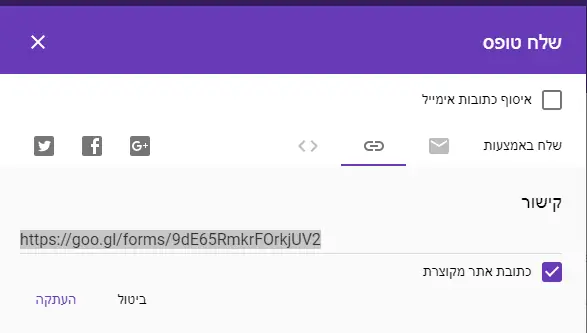 שלח טופס
איסוף כתובות אימייל
שלח באמצעות
קישור
https://goo.gl/forms/9dE65RmkrFOrkjUV2
כתובת אתר מקוצרת
ביטול
העתקה